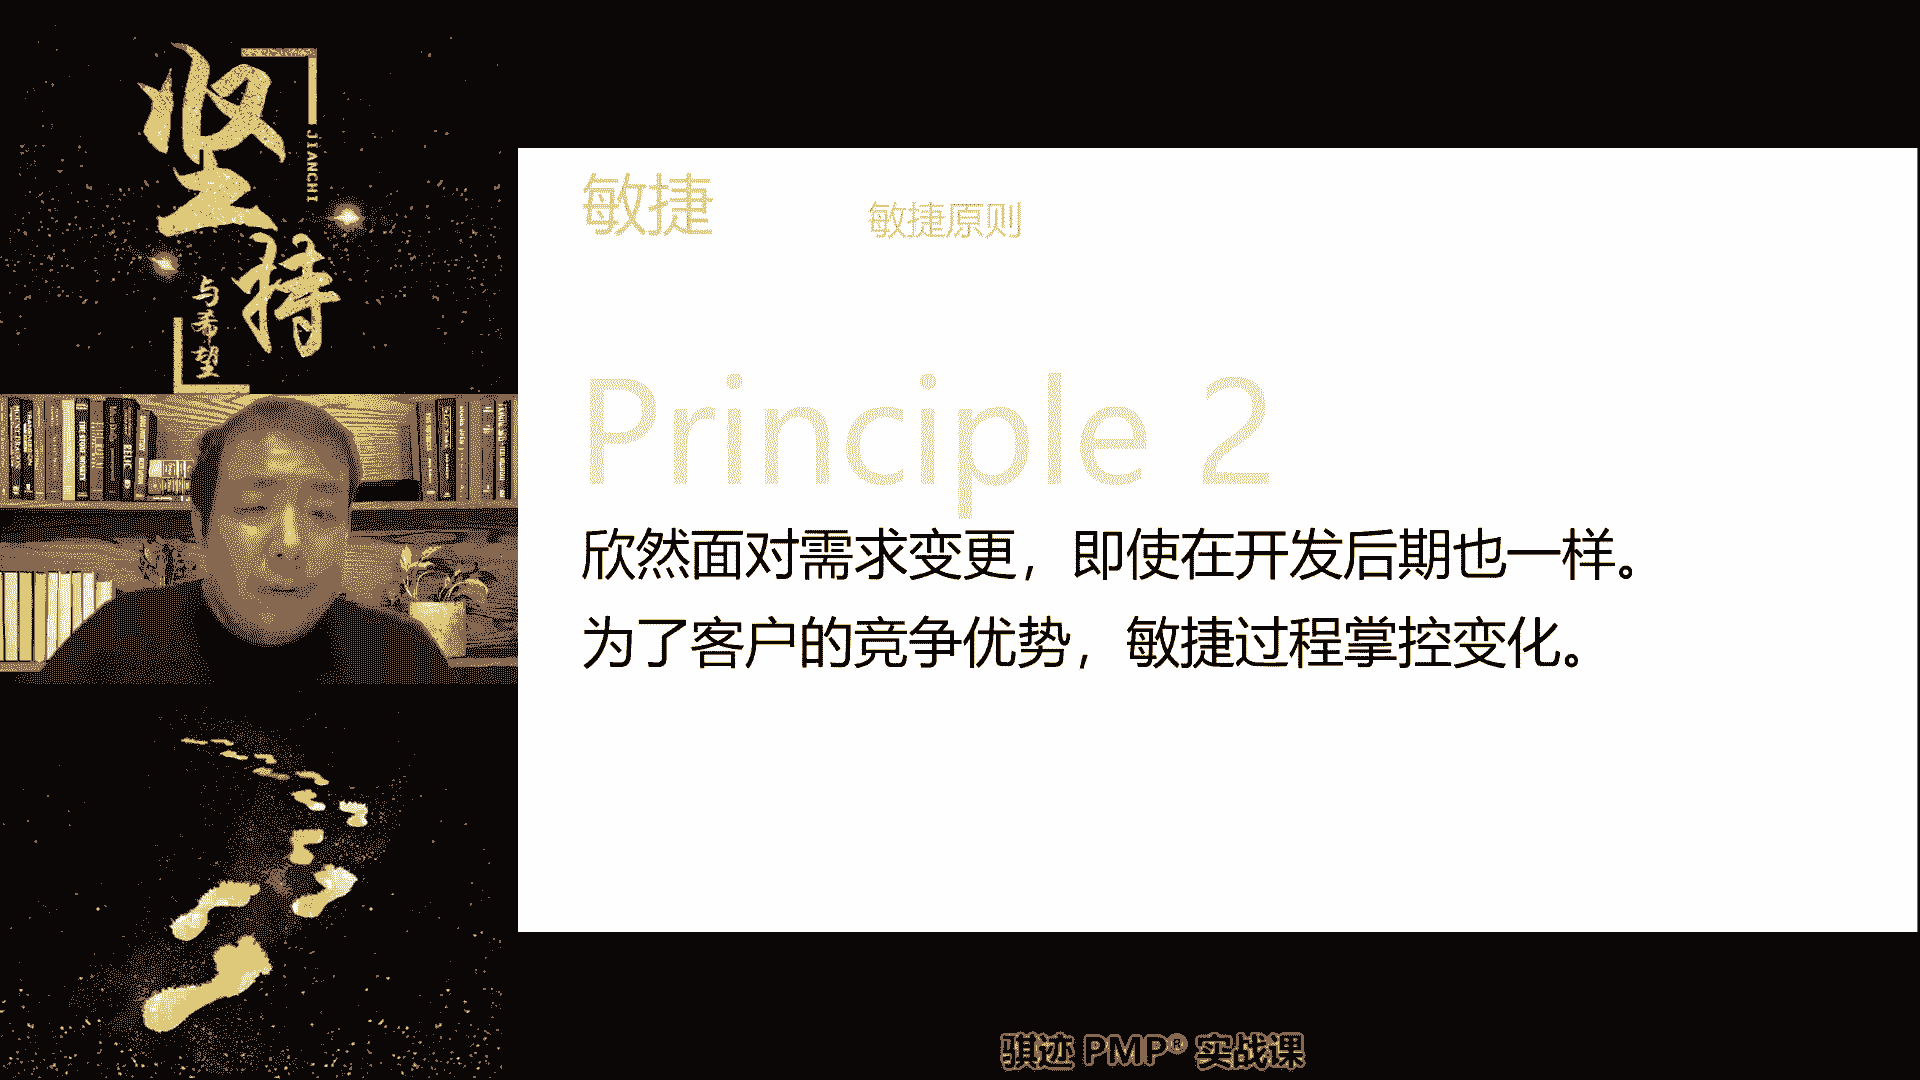 坚持
JIANCHI
与希望
敏捷
敏捷原则
Principle 2
欣然面对需求变更，即使在开发后期也一样。
为了客户的竞争优势，敏捷过程掌控变化。
骐迹 PMP® 实战课